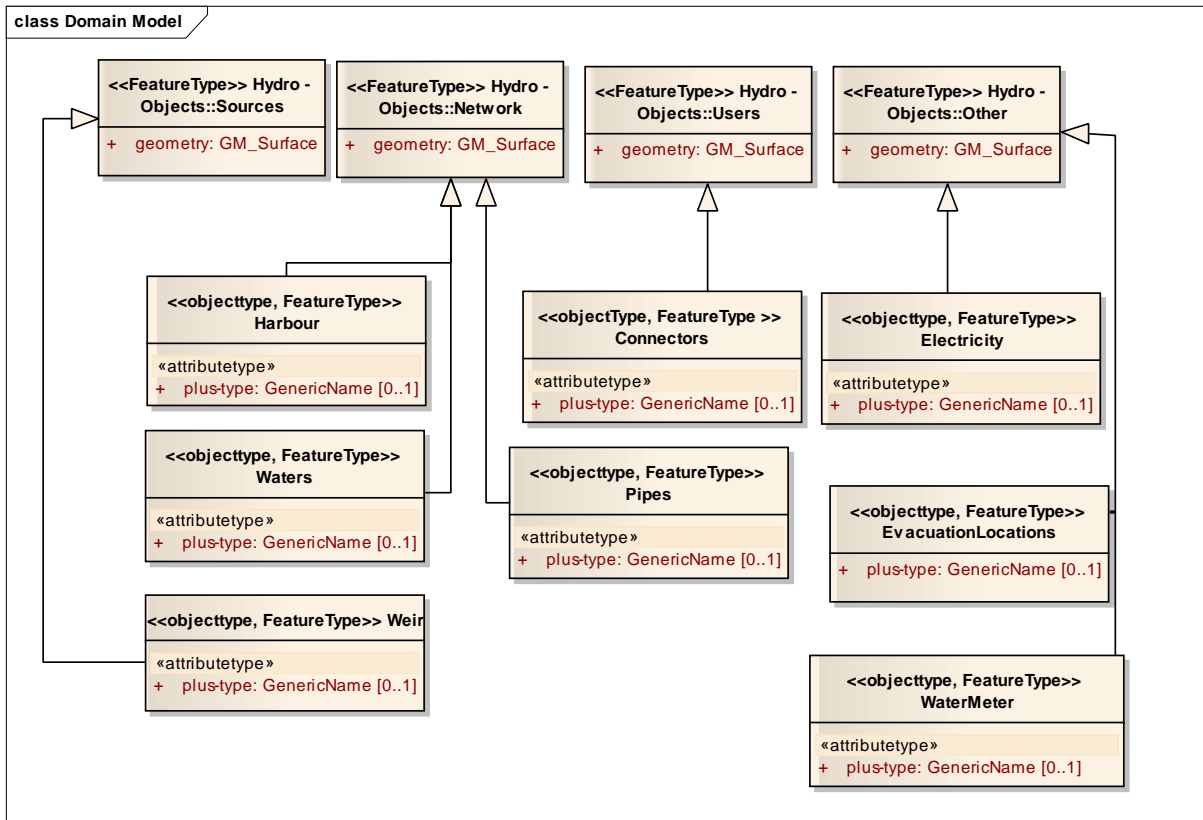 class Domain Model
<<FeatureType>> Hydro -
Objects::Sources
+ geometry: GM_Surface
<<FeatureType>> Hydro -
Objects::Network
+ geometry: GM_Surface
<<FeatureType>> Hydro -
Objects::Users
+ geometry: GM_Surface
<<FeatureType>> Hydro -
Objects::Other
+ geometry: GM_Surface
<<objecttype, FeatureType>>
Harbour
«attributetype»
+ plus-type: GenericName [0..1]
<<objectType, FeatureType >>
Connectors
«attributetype»
+ plus-type: GenericName [0..1]
<<objecttype, FeatureType>>
Electricity
«attributetype»
+ plus-type: GenericName [0..1]
<<objecttype, FeatureType>>
Waters
«attributetype»
+ plus-type: GenericName [0..1]
<<objecttype, FeatureType>>
Pipes
«attributetype»
+ plus-type: GenericName [0..1]
<<objecttype, FeatureType>>
EvacuationLocations
+ plus-type: GenericName [0..1]
<<objecttype, FeatureType>> Weir
«attributetype»
+ plus-type: GenericName [0..1]
<<objecttype, FeatureType>>
WaterMeter
«attributetype»
+ plus-type: GenericName [0..1]